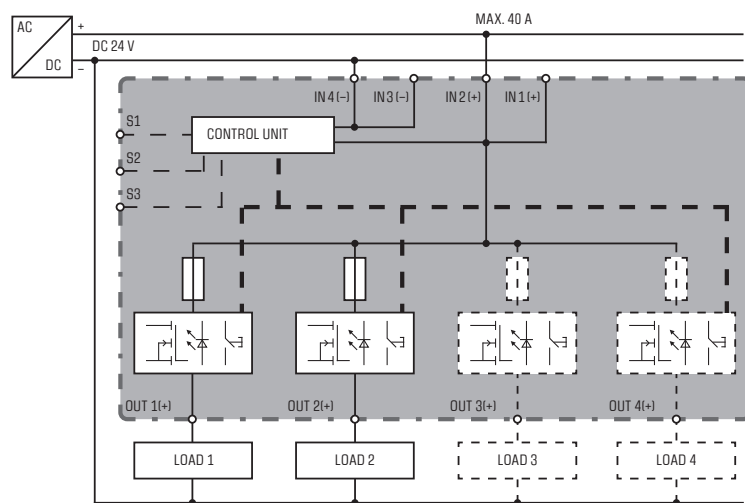 AC
+
MAX. 40 A
DC 24 V
DC
–
IN 4 (–)
IN 3 (–)
IN 2 (+)
IN 1 (+)
S1
CONTROL UNIT
S2
S3
OUT 1(+)
OUT 2(+)
OUT 3(+)
OUT 4(+)
LOAD 1
LOAD 2
LOAD 3
LOAD 4